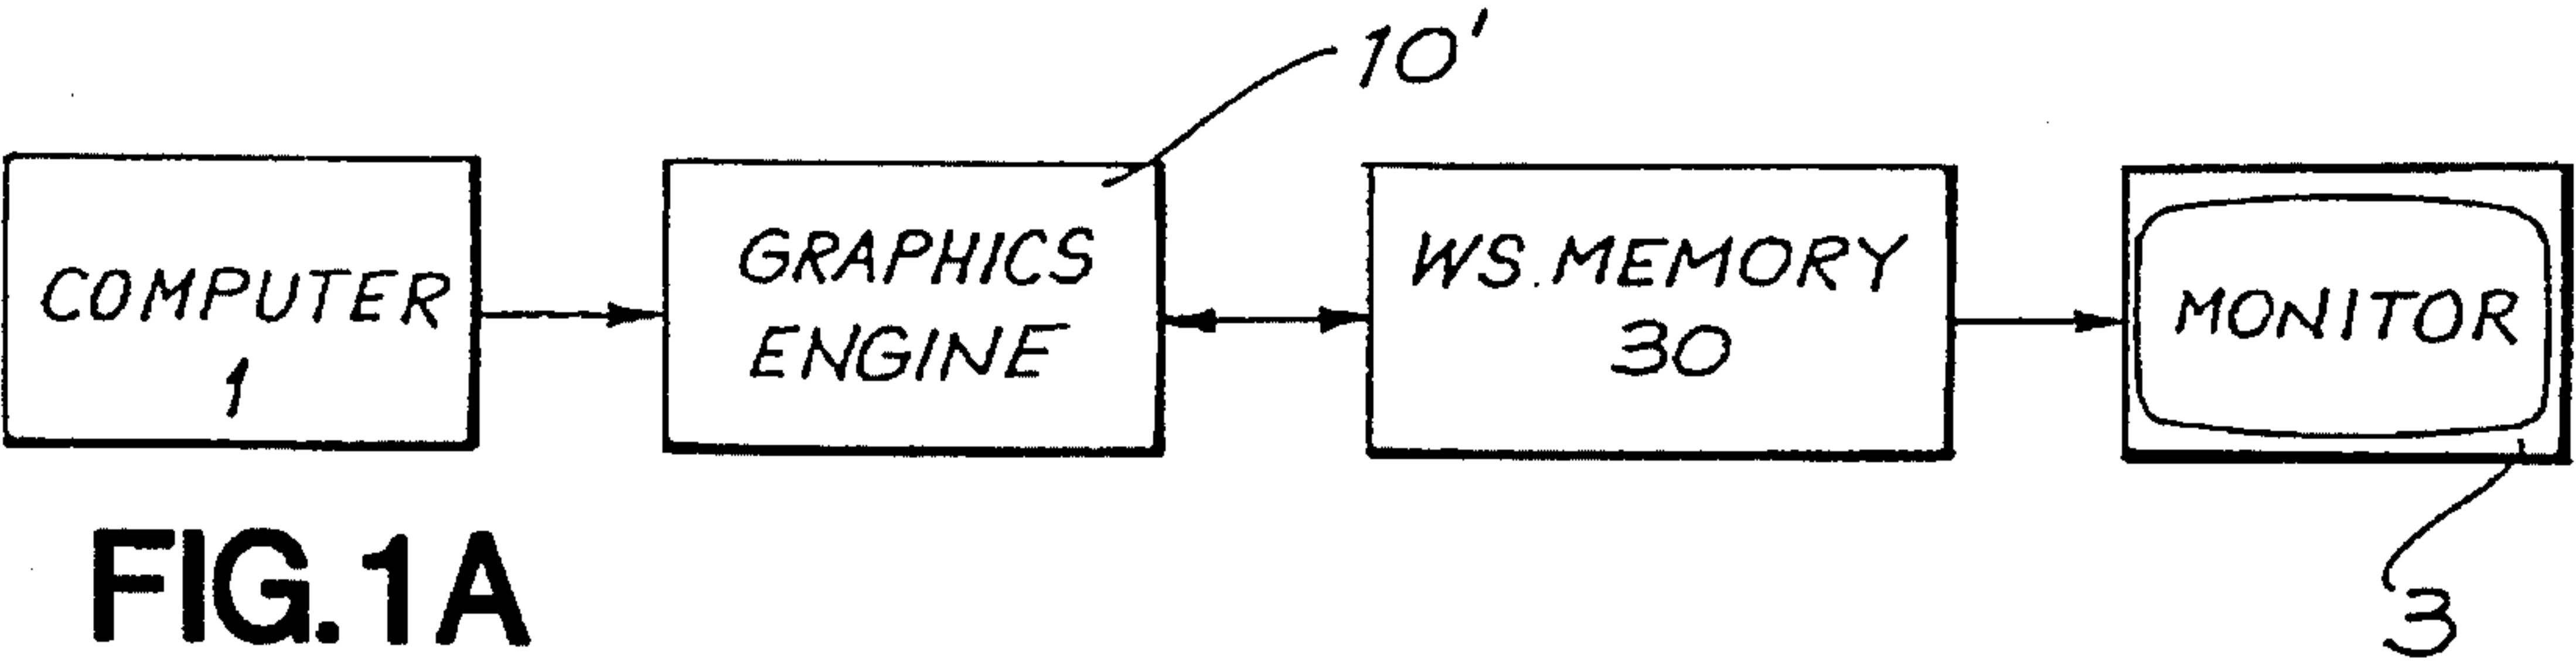 10'
COMPUTER
1
GRAPHICS
ENGINE
WS. MEMORY
30
MONITOR
3
FIG. 1A